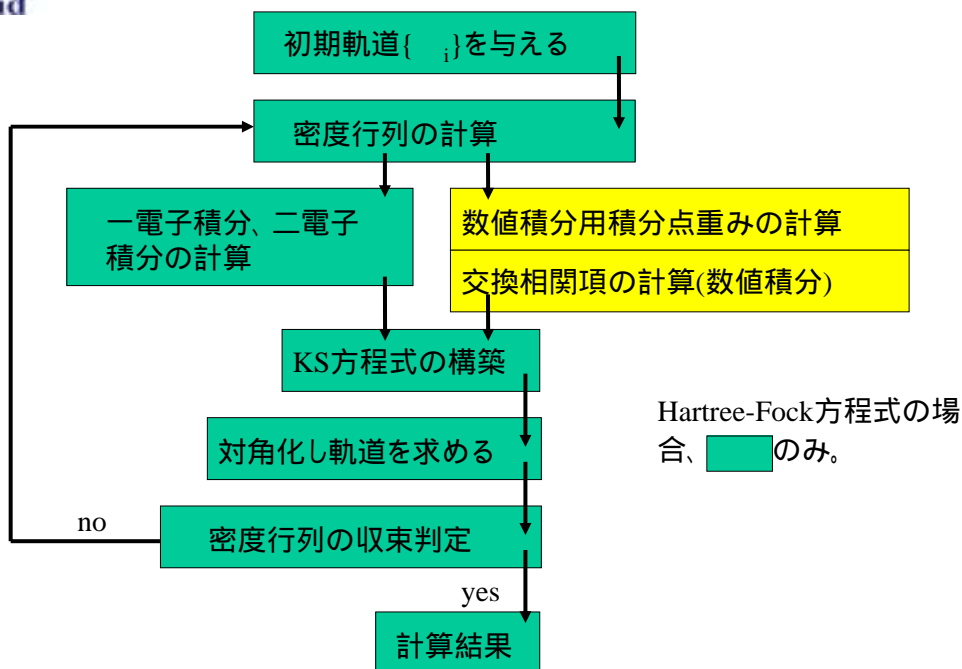 初期軌道{ i}を与える
密度行列の計算
一電子積分、二電子
積分の計算
数値積分用積分点重みの計算
交換相関項の計算(数値積分)
KS方程式の構築
Hartree-Fock方程式の場
合、 のみ。
対角化し軌道を求める
no
密度行列の収束判定
yes
計算結果